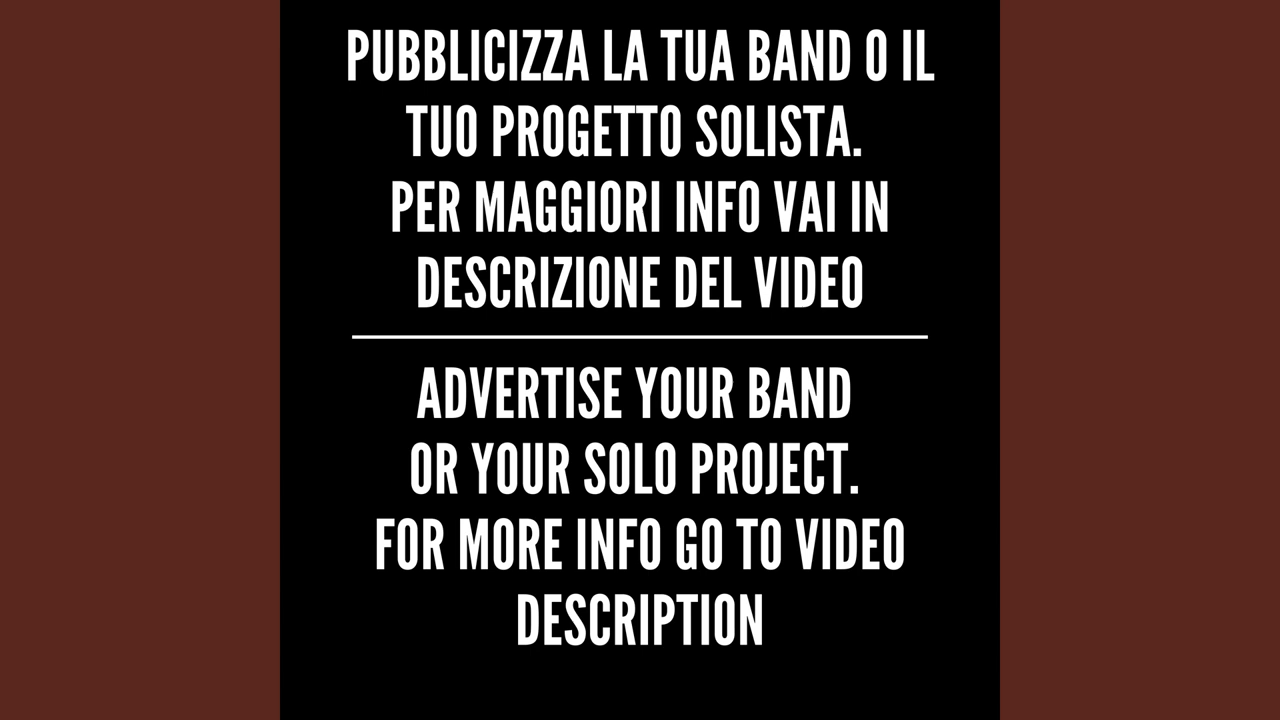 PUBBLICIZZA LA TUA BAND O IL
TUO PROGETTO SOLISTA.
PER MAGGIORI INFO VAI IN
DESCRIZIONE DEL VIDEO
ADVERTISE YOUR BAND
OR YOUR SOLO PROJECT.
FOR MORE INFO GO TO VIDEO
DESCRIPTION